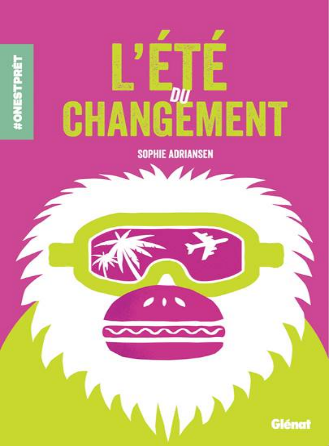 #ONESTPRÊT
L'ÉTÉ
DU
CHANGEMENT
SOPHIE ADRIANSEN
Glénat